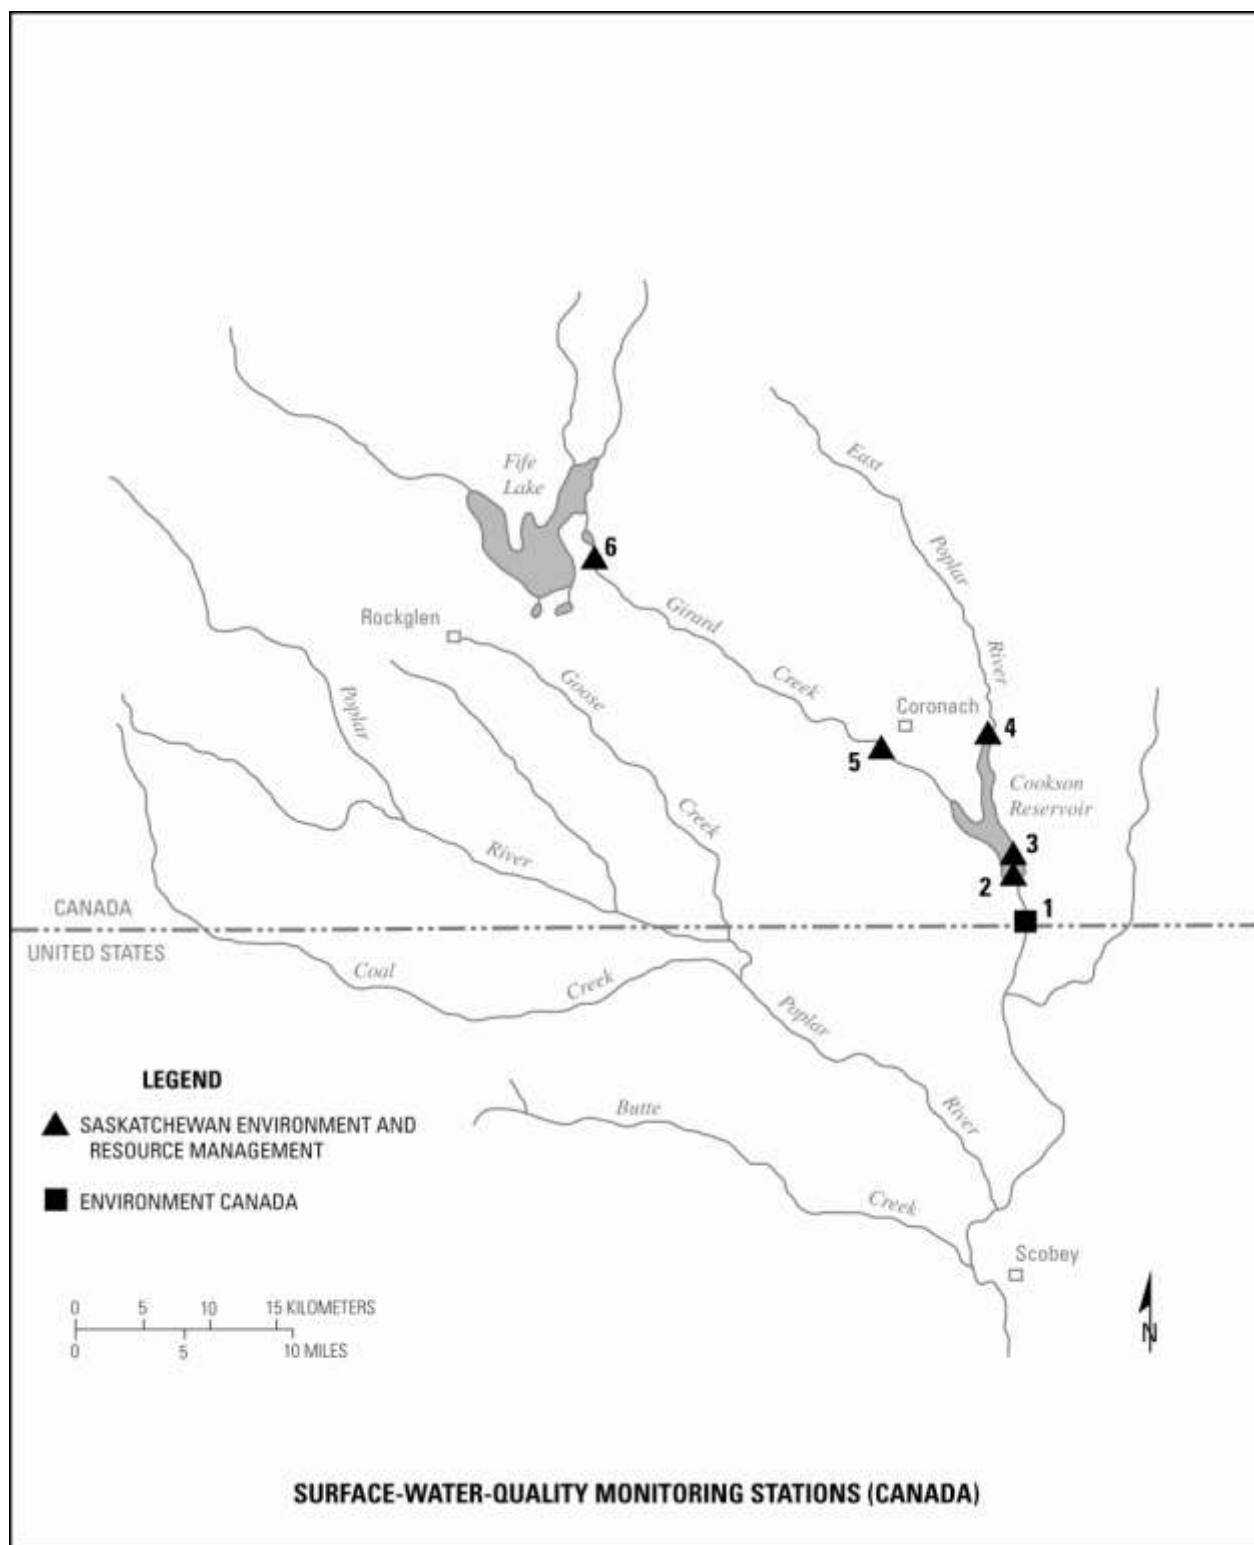 Fife
Lake
East
Poplar
River
6
Rockglen
Girard
Creek
Goose
Creek
Poplar
River
Coronach
4
5
Cookson
Reservoir
3
2
1
CANADA
UNITED STATES
Coal
Creek
Poplar
River
Butte
Creek
Scobey
LEGEND
SASKATCHEWAN ENVIRONMENT AND
RESOURCE MANAGEMENT
ENVIRONMENT CANADA
0 5 10 15 KILOMETERS
0 5 10 MILES
N
SURFACE-WATER-QUALITY MONITORING STATIONS (CANADA)